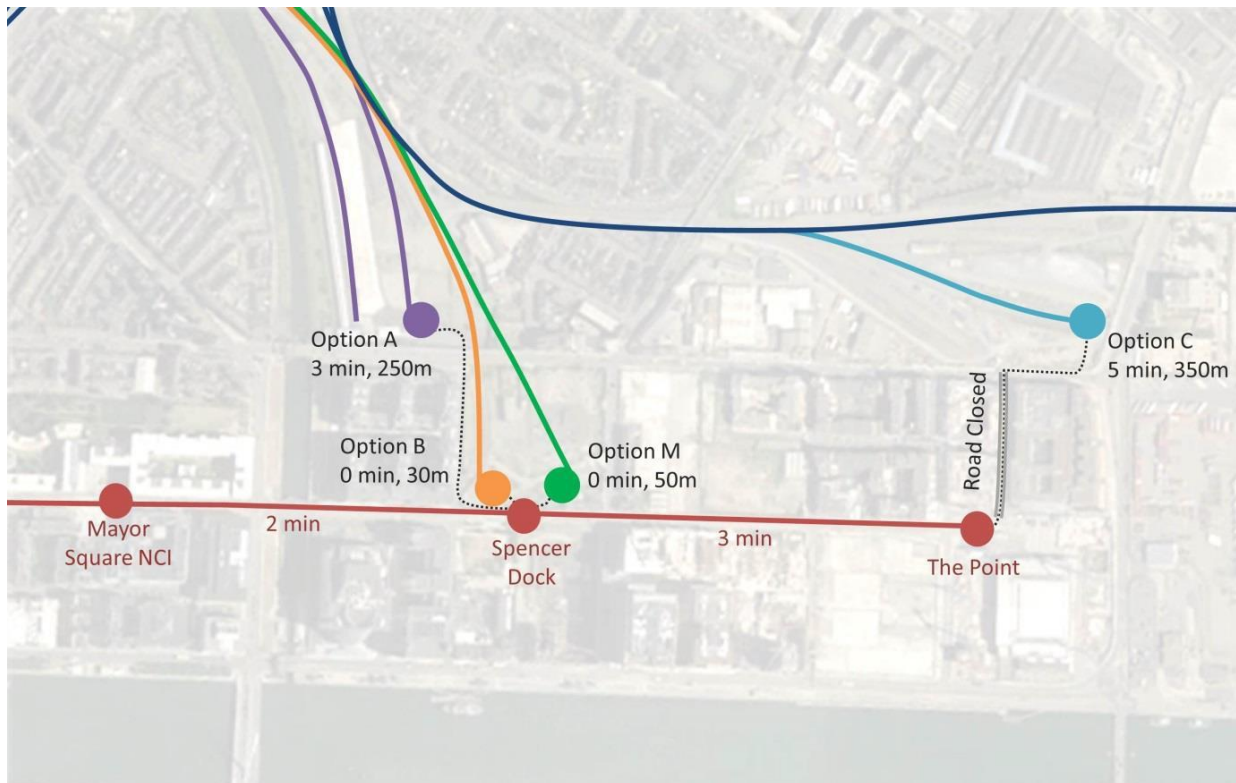 Option A
3 min, 250m
Option C
5 min, 350m
Road Closed
Option B
0 min, 30m
Option M
0 min, 50m
Mayor
Square NCI
2 min
Spencer
Dock
3 min
The Point